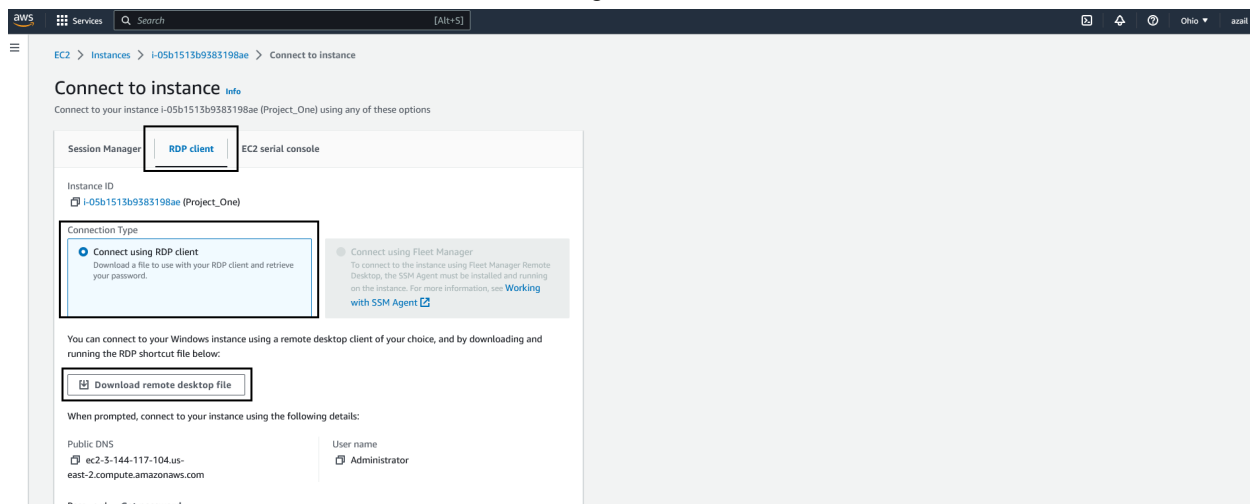 aws
Services
Search
[Alt+S]
Ohio
azail
EC2 > Instances > i-05b1513b9383198ae > Connect to instance
Connect to instance Info
Connect to your instance i-05b1513b9383198ae (Project_One) using any of these options
Session Manager
RDP client
EC2 serial console
Instance ID
i-05b1513b9383198ae (Project_One)
Connection Type
Connect using RDP client
Download a file to use with your RDP client and retrieve
your password.
Connect using Fleet Manager
To connect to the instance using Fleet Manager Remote
Desktop, the SSM Agent must be installed and running
on the instance. For more information, see Working
with SSM Agent
You can connect to your Windows instance using a remote desktop client of your choice, and by downloading and
running the RDP shortcut file below:
Download remote desktop file
When prompted, connect to your instance using the following details:
Public DNS
ec2-3-144-117-104.us-
east-2.compute.amazonaws.com
User name
Administrator